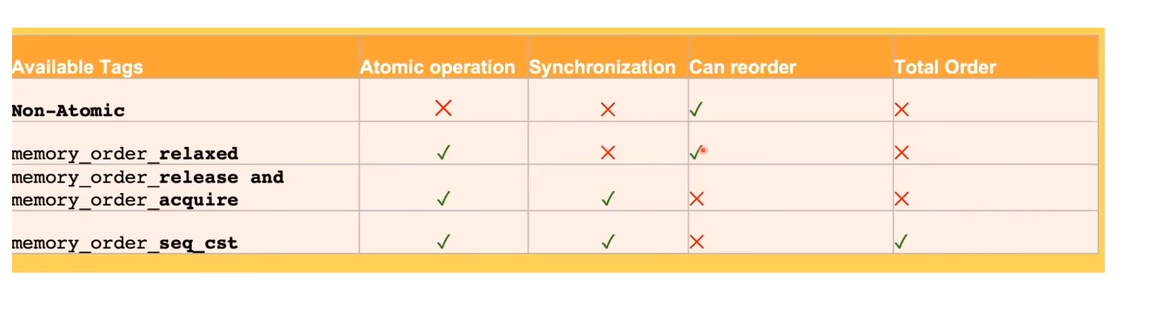 Available Tags Atomic operation Synchronization Can reorder Total Order
Non-Atomic ✕ ✕ ✓ ✕
memory_order_relaxed ✓ ✕ ✓ ✕
memory_order_release and
memory_order_acquire ✓ ✓ ✕ ✕
memory_order_seq_cst ✓ ✓ ✕ ✓